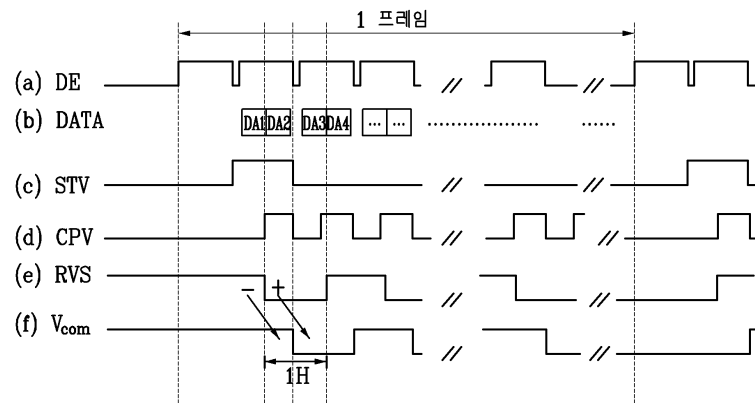 1 프레임
(a) DE
(b) DATA
DA1 DA2 DA3 DA4 ... ...
(c) STV
(d) CPV
(e) RVS
− +
(f) Vcom
1H